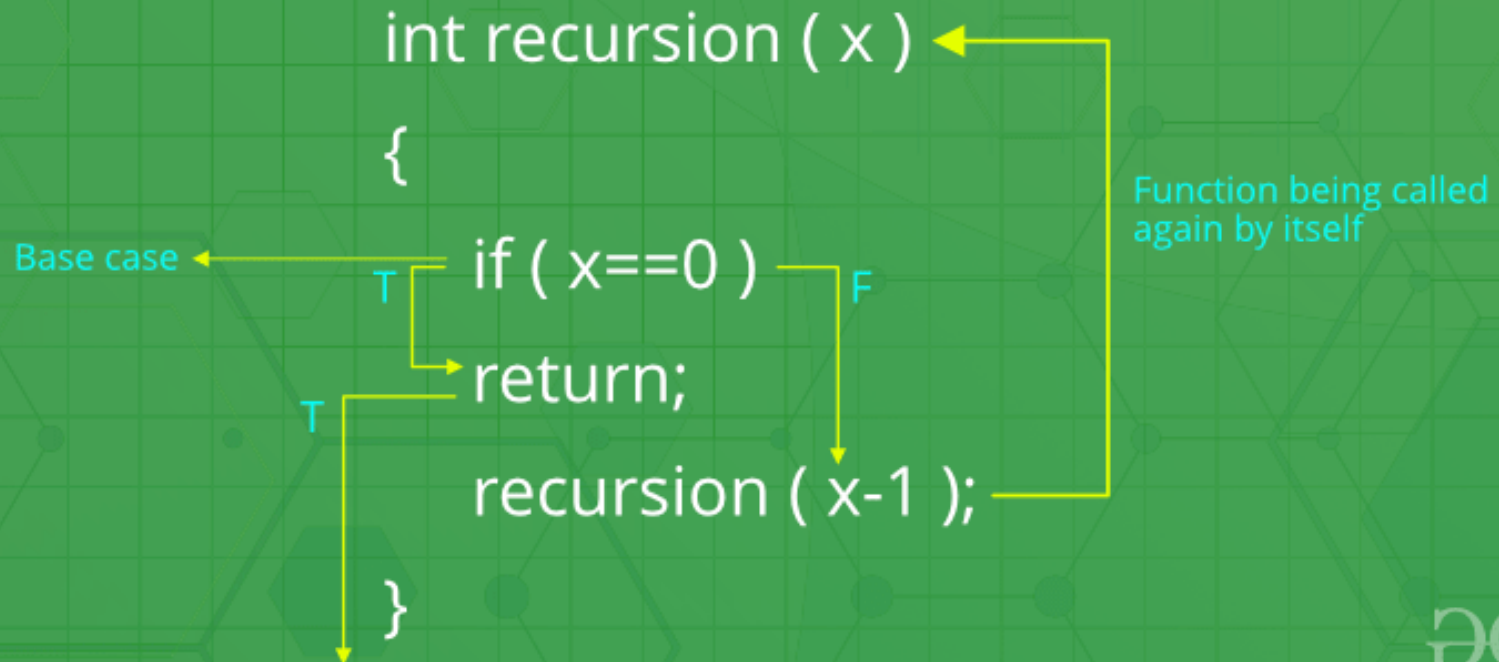 int recursion ( x )
{
Function being called
again by itself
Base case
if ( x==0 )
T
F
return;
T
recursion ( x-1 );
}